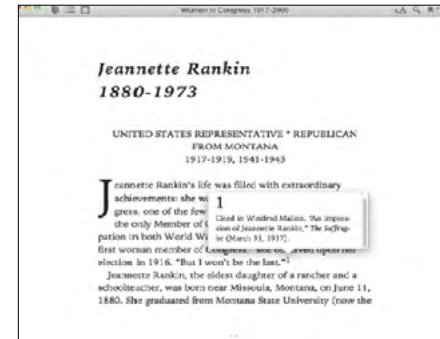 Women in Congress 1917-2006
Jeannette Rankin
1880-1973
UNITED STATES REPRESENTATIVE * REPUBLICAN
FROM MONTANA
1917-1919, 1941-1943
Jeannette Rankin's life was filled with extraordinary
achievements: she
gress, one of the few
the only Member of
pation in both World
first woman member of Congress, upon her
election in 1916. "But I won't be the last."1
Jeannette Rankin, the eldest daughter of a rancher and a
schoolteacher, was born near Missoula, Montana, on June 11,
1880. She graduated from Montana State University (now the
1
Cited in Winifred Mallon, "An Impres-
sion of Jeannette Rankin," The Suffrag-
ist (March 31, 1917).